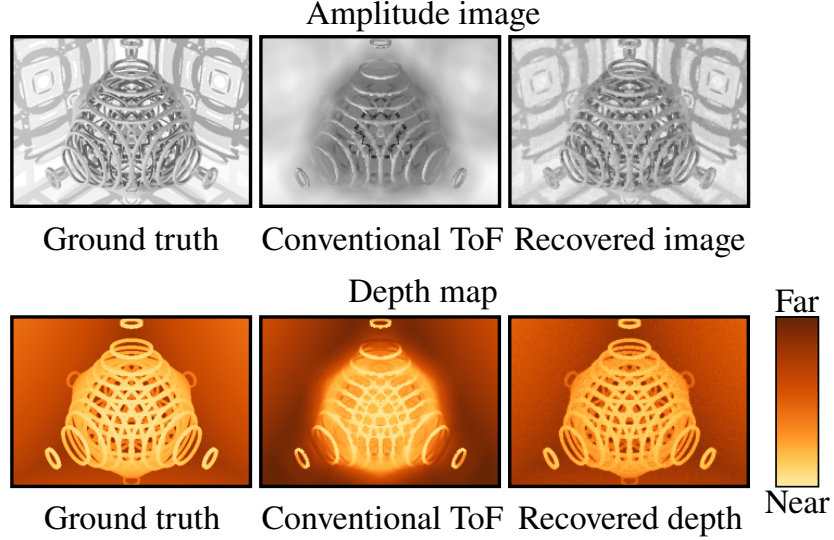 Amplitude image
Ground truth
Conventional ToF
Recovered image
Depth map
Far
Near
Ground truth
Conventional ToF
Recovered depth